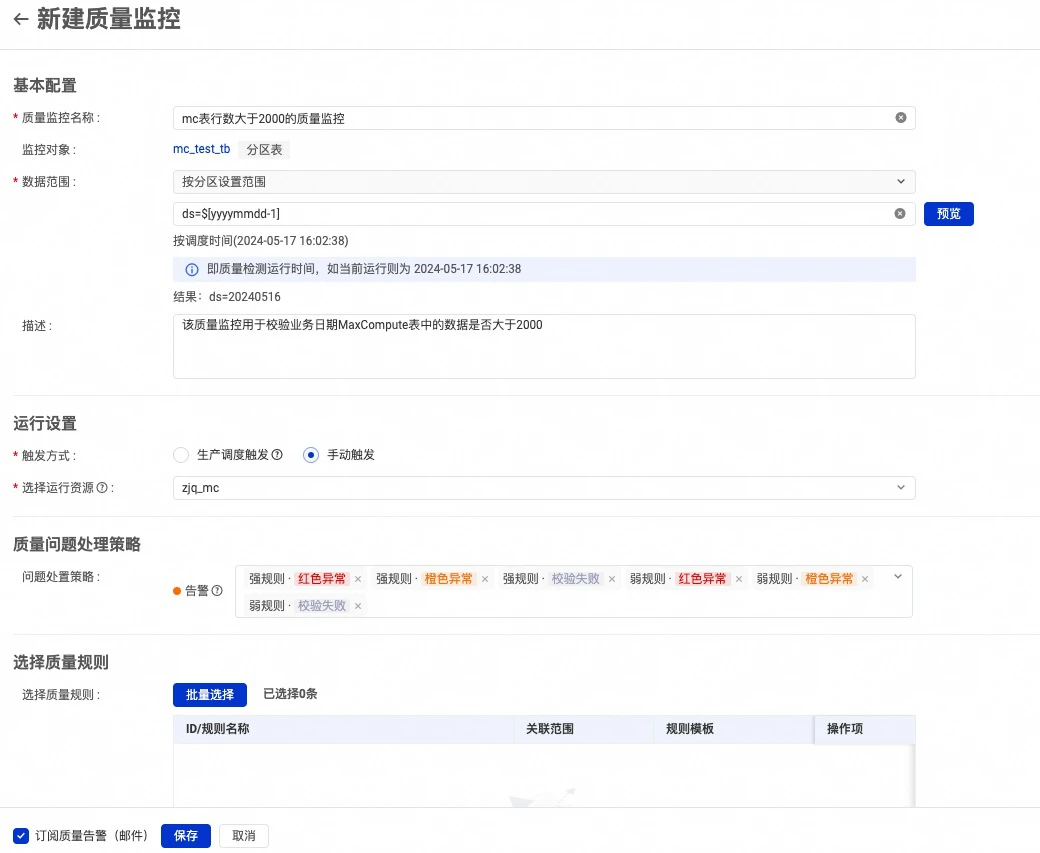 新建质量监控
基本配置
* 质量监控名称 : mc表行数大于2000的质量监控
监控对象 : mc_test_tb 分区表
* 数据范围 : 按分区设置范围
ds=$[yyyymmdd-1] 预览
按调度时间(2024-05-17 16:02:38)
即质量检测运行时间，如当前运行则为 2024-05-17 16:02:38
结果：ds=20240516
描述 : 该质量监控用于校验业务日期MaxCompute表中的数据是否大于2000
运行设置
* 触发方式 : 生产调度触发 手动触发
* 选择运行资源 : zjq_mc
质量问题处理策略
问题处置策略 : 告警 强规则 · 红色异常 × 强规则 · 橙色异常 × 强规则 · 校验失败 × 弱规则 · 红色异常 × 弱规则 · 橙色异常 ×
弱规则 · 校验失败 ×
选择质量规则
选择质量规则 : 批量选择 已选择0条
ID/规则名称 关联范围 规则模板 操作项
订阅质量告警（邮件） 保存 取消